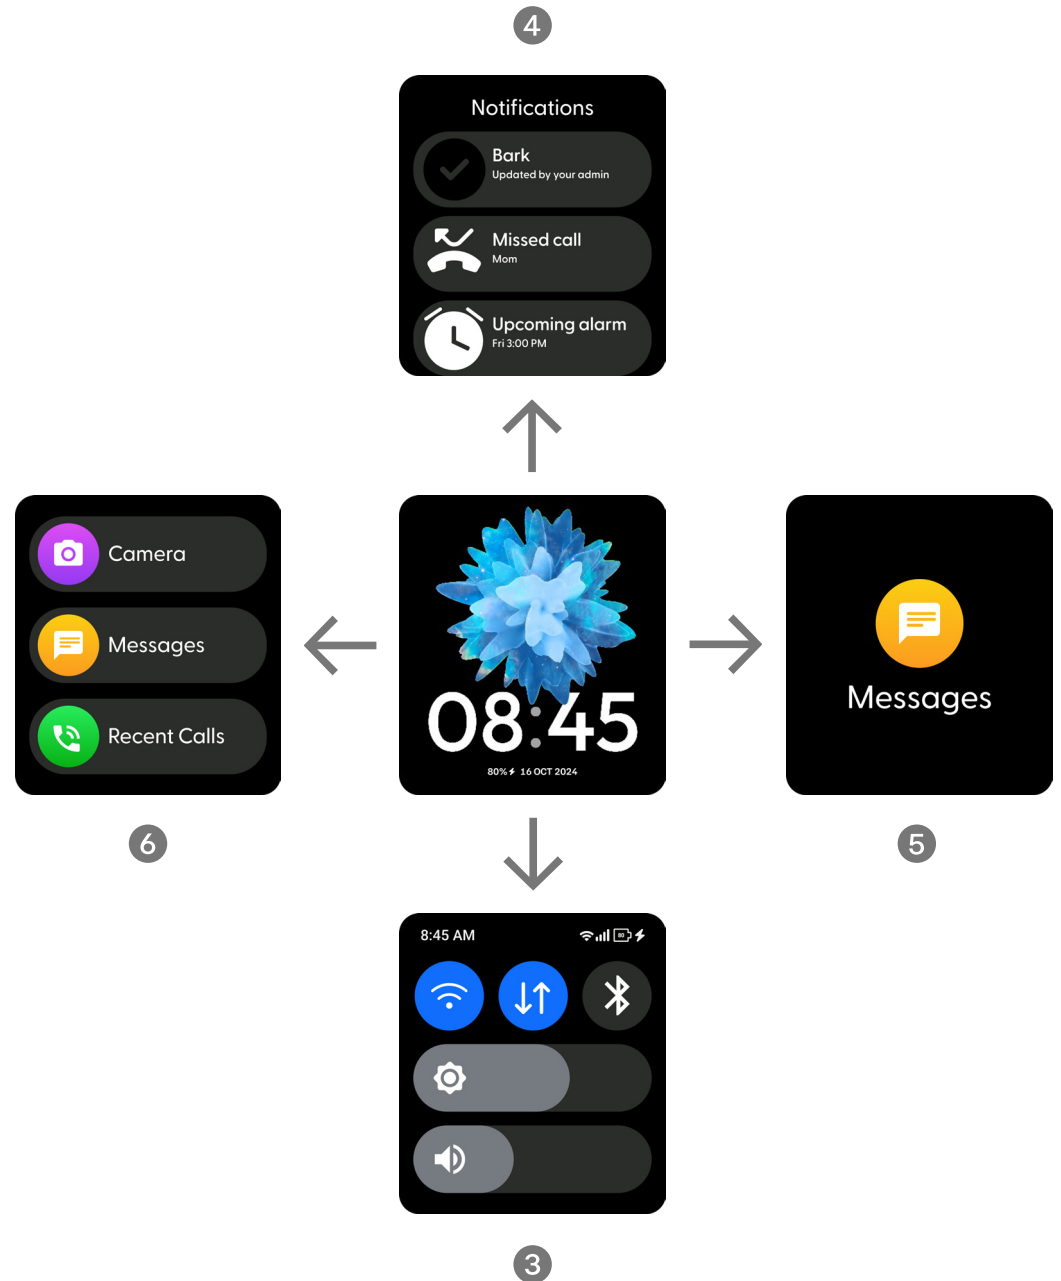 4
Notifications
Bark
Updated by your admin
Missed call
Mom
Upcoming alarm
Fri 3:00 PM
Camera
Messages
Recent Calls
6
08:45
80% 16 OCT 2024
Messages
5
8:45 AM
80
3